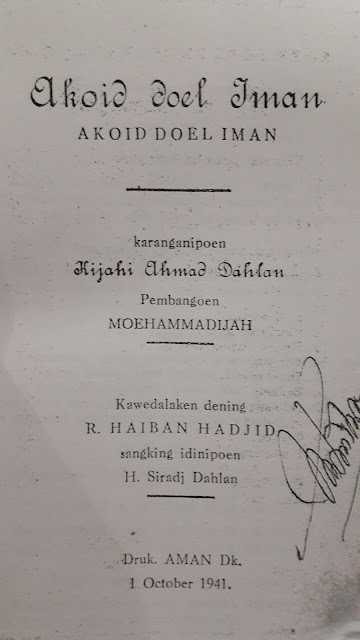 Akoid doel Iman
AKOID DOEL IMAN
karanganipoen
Kijahi Ahmad Dahlan
Pembangoen
MOEHAMMADIJAH
Kawedalaken dening
R. HAIBAN HADJID
sangking idinipoen
H. Siradj Dahlan
Druk. AMAN Dk.
1 October 1941.